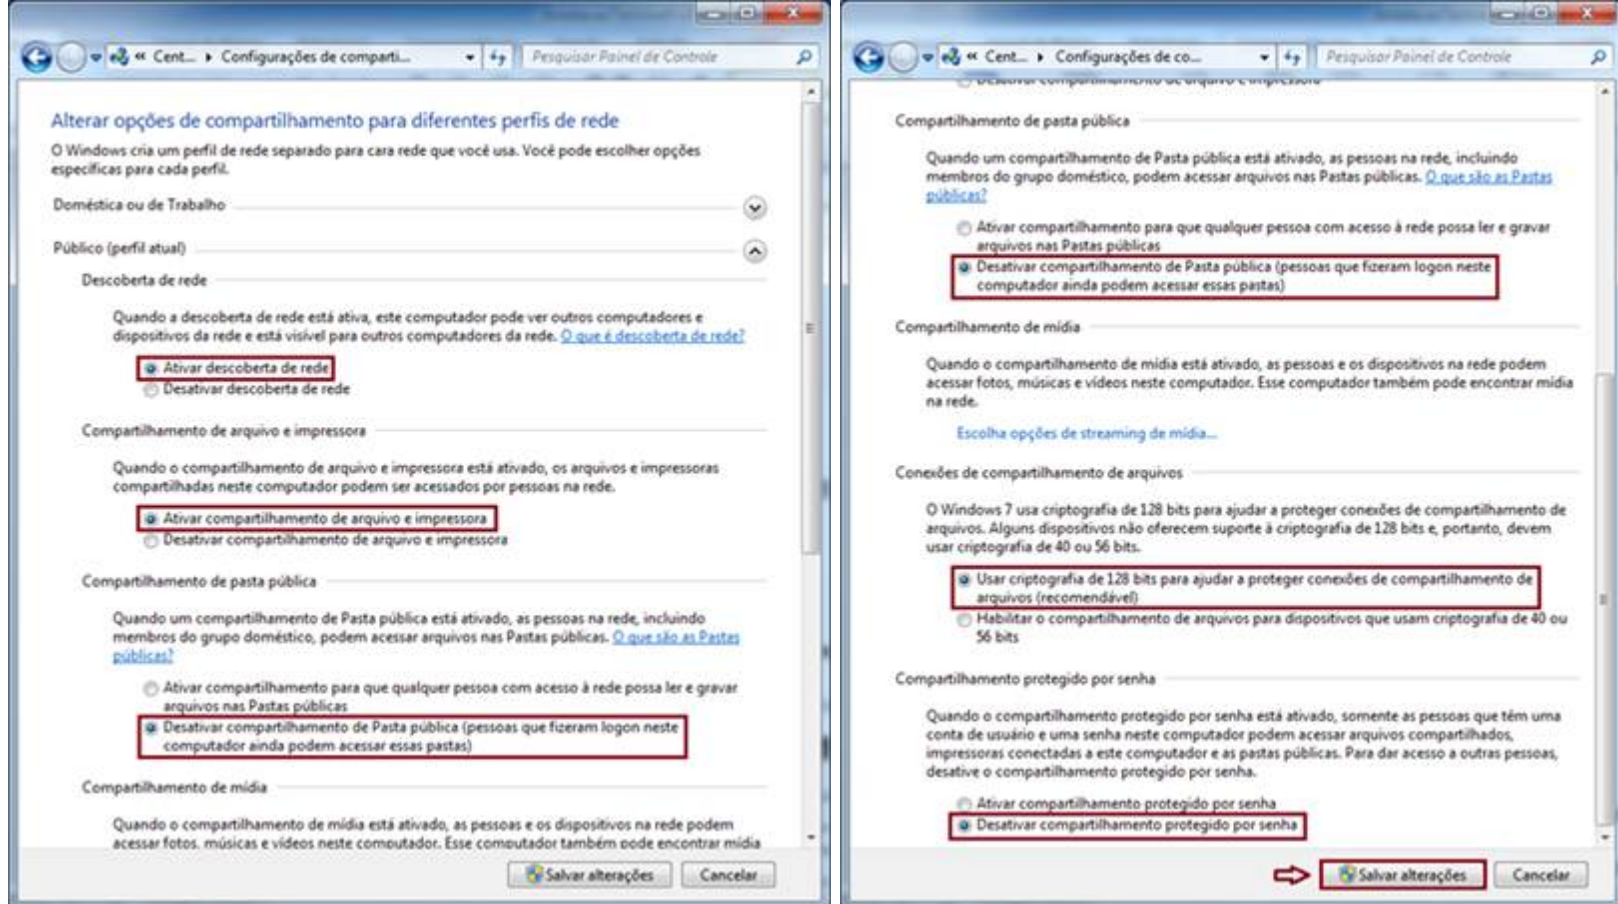 « Cent... Configurações de comparti...
Pesquisar Painel de Controle
Alterar opções de compartilhamento para diferentes perfis de rede
O Windows cria um perfil de rede separado para cara rede que você usa. Você pode escolher opções
específicas para cada perfil.
Doméstica ou de Trabalho
Público (perfil atual)
Descoberta de rede
Quando a descoberta de rede está ativa, este computador pode ver outros computadores e
dispositivos da rede e está visível para outros computadores da rede. O que é descoberta de rede?
Ativar descoberta de rede
Desativar descoberta de rede
Compartilhamento de arquivo e impressora
Quando o compartilhamento de arquivo e impressora está ativado, os arquivos e impressoras
compartilhadas neste computador podem ser acessados por pessoas na rede.
Ativar compartilhamento de arquivo e impressora
Desativar compartilhamento de arquivo e impressora
Compartilhamento de pasta pública
Quando um compartilhamento de Pasta pública está ativado, as pessoas na rede, incluindo
membros do grupo doméstico, podem acessar arquivos nas Pastas públicas. O que são as Pastas
públicas?
Ativar compartilhamento para que qualquer pessoa com acesso à rede possa ler e gravar
arquivos nas Pastas públicas
Desativar compartilhamento de Pasta pública (pessoas que fizeram logon neste
computador ainda podem acessar essas pastas)
Compartilhamento de mídia
Quando o compartilhamento de mídia está ativado, as pessoas e os dispositivos na rede podem
acessar fotos, músicas e vídeos neste computador. Esse computador também pode encontrar mídia
Salvar alterações
Cancelar
« Cent... Configurações de co...
Pesquisar Painel de Controle
Desativar compartilhamento de arquivo e impressora
Compartilhamento de pasta pública
Quando um compartilhamento de Pasta pública está ativado, as pessoas na rede, incluindo
membros do grupo doméstico, podem acessar arquivos nas Pastas públicas. O que são as Pastas
públicas?
Ativar compartilhamento para que qualquer pessoa com acesso à rede possa ler e gravar
arquivos nas Pastas públicas
Desativar compartilhamento de Pasta pública (pessoas que fizeram logon neste
computador ainda podem acessar essas pastas)
Compartilhamento de mídia
Quando o compartilhamento de mídia está ativado, as pessoas e os dispositivos na rede podem
acessar fotos, músicas e vídeos neste computador. Esse computador também pode encontrar mídia
na rede.
Escolha opções de streaming de mídia...
Conexões de compartilhamento de arquivos
O Windows 7 usa criptografia de 128 bits para ajudar a proteger conexões de compartilhamento de
arquivos. Alguns dispositivos não oferecem suporte à criptografia de 128 bits e, portanto, devem
usar criptografia de 40 ou 56 bits.
Usar criptografia de 128 bits para ajudar a proteger conexões de compartilhamento de
arquivos (recomendável)
Habilitar o compartilhamento de arquivos para dispositivos que usam criptografia de 40 ou
56 bits
Compartilhamento protegido por senha
Quando o compartilhamento protegido por senha está ativado, somente as pessoas que têm uma
conta de usuário e uma senha neste computador podem acessar arquivos compartilhados,
impressoras conectadas a este computador e as pastas públicas. Para dar acesso a outras pessoas,
desative o compartilhamento protegido por senha.
Ativar compartilhamento protegido por senha
Desativar compartilhamento protegido por senha
Salvar alterações
Cancelar